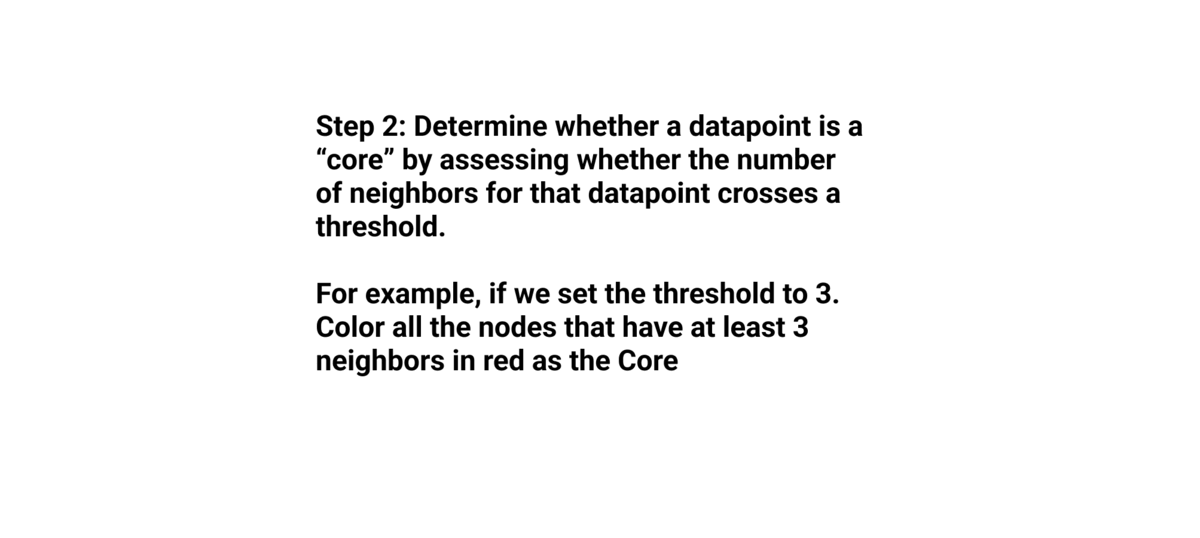 Step 2: Determine whether a datapoint is a
“core” by assessing whether the number
of neighbors for that datapoint crosses a
threshold.
For example, if we set the threshold to 3.
Color all the nodes that have at least 3
neighbors in red as the Core